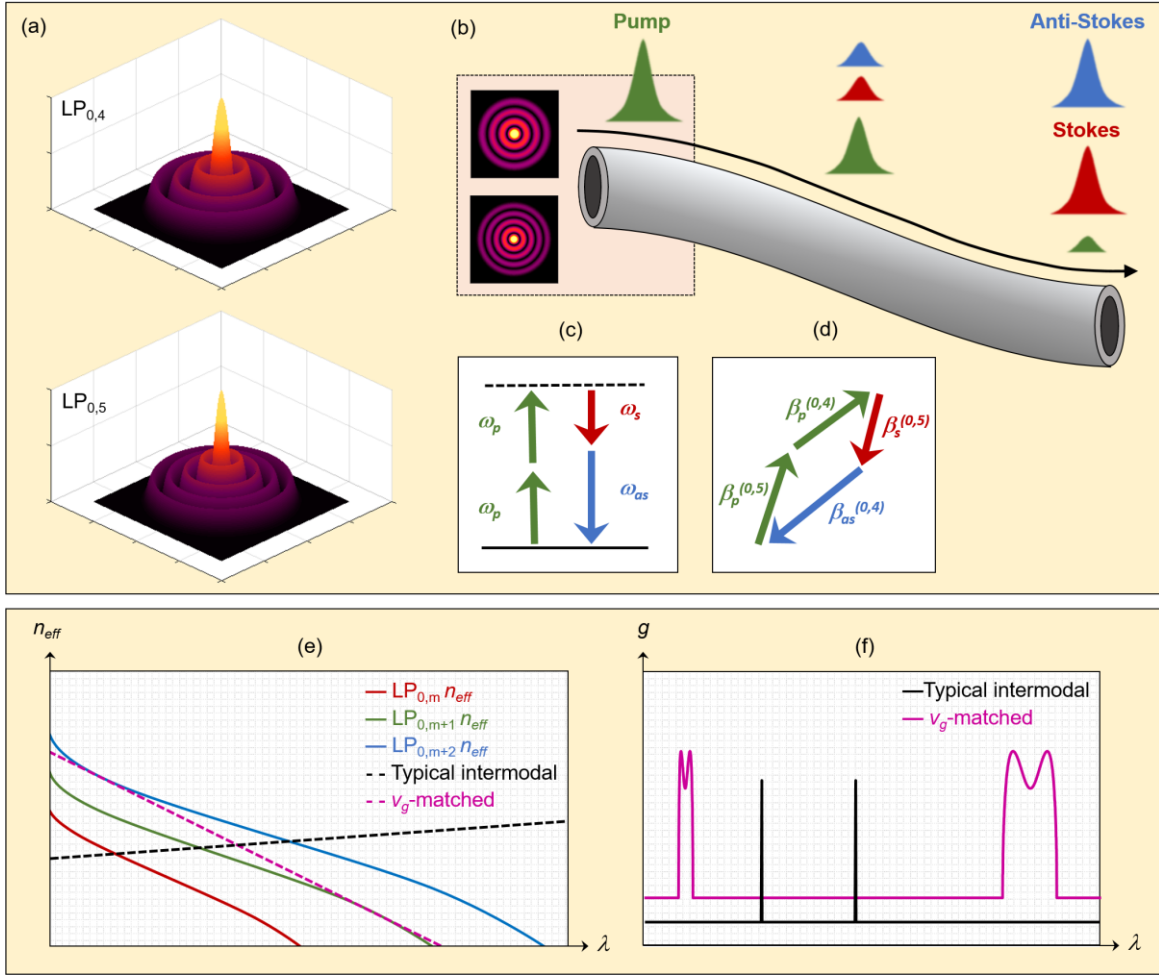 (a)
LP0,4
LP0,5
(b)
Pump
Anti-Stokes
Stokes
(c)
ωp
ωs
ωp
ωas
(d)
βp(0,4)
βs(0,5)
βp(0,5)
βas(0,4)
neff
(e)
LP0,m neff
LP0,m+1 neff
LP0,m+2 neff
Typical intermodal
vg-matched
λ
g
(f)
Typical intermodal
vg-matched
λ